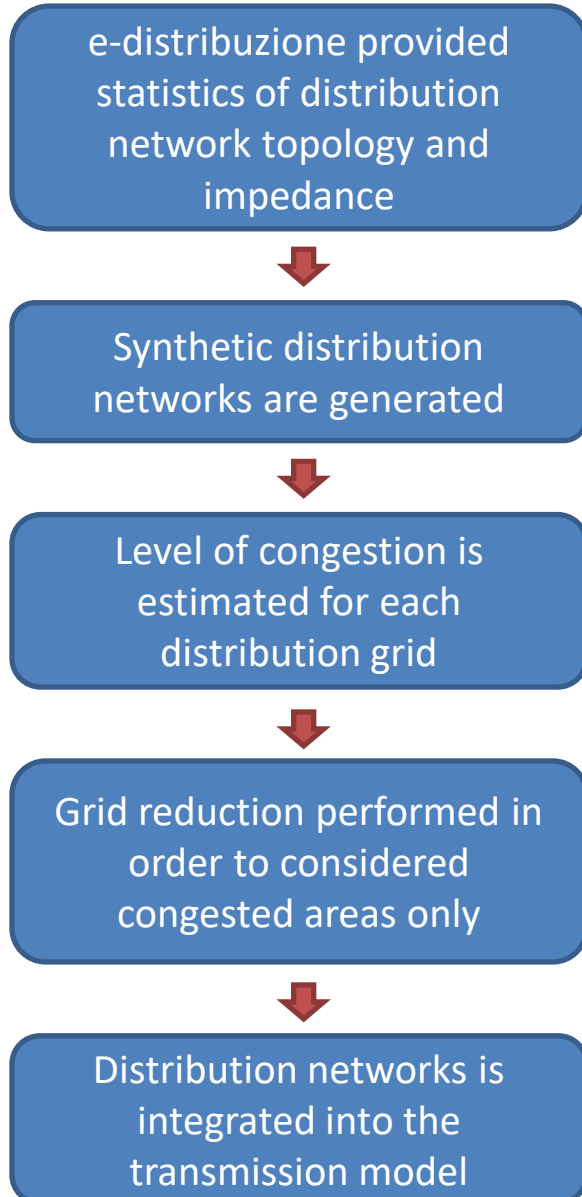 e-distribuzione provided
statistics of distribution
network topology and
impedance
Synthetic distribution
networks are generated
Level of congestion is
estimated for each
distribution grid
Grid reduction performed in
order to considered
congested areas only
Distribution networks is
integrated into the
transmission model